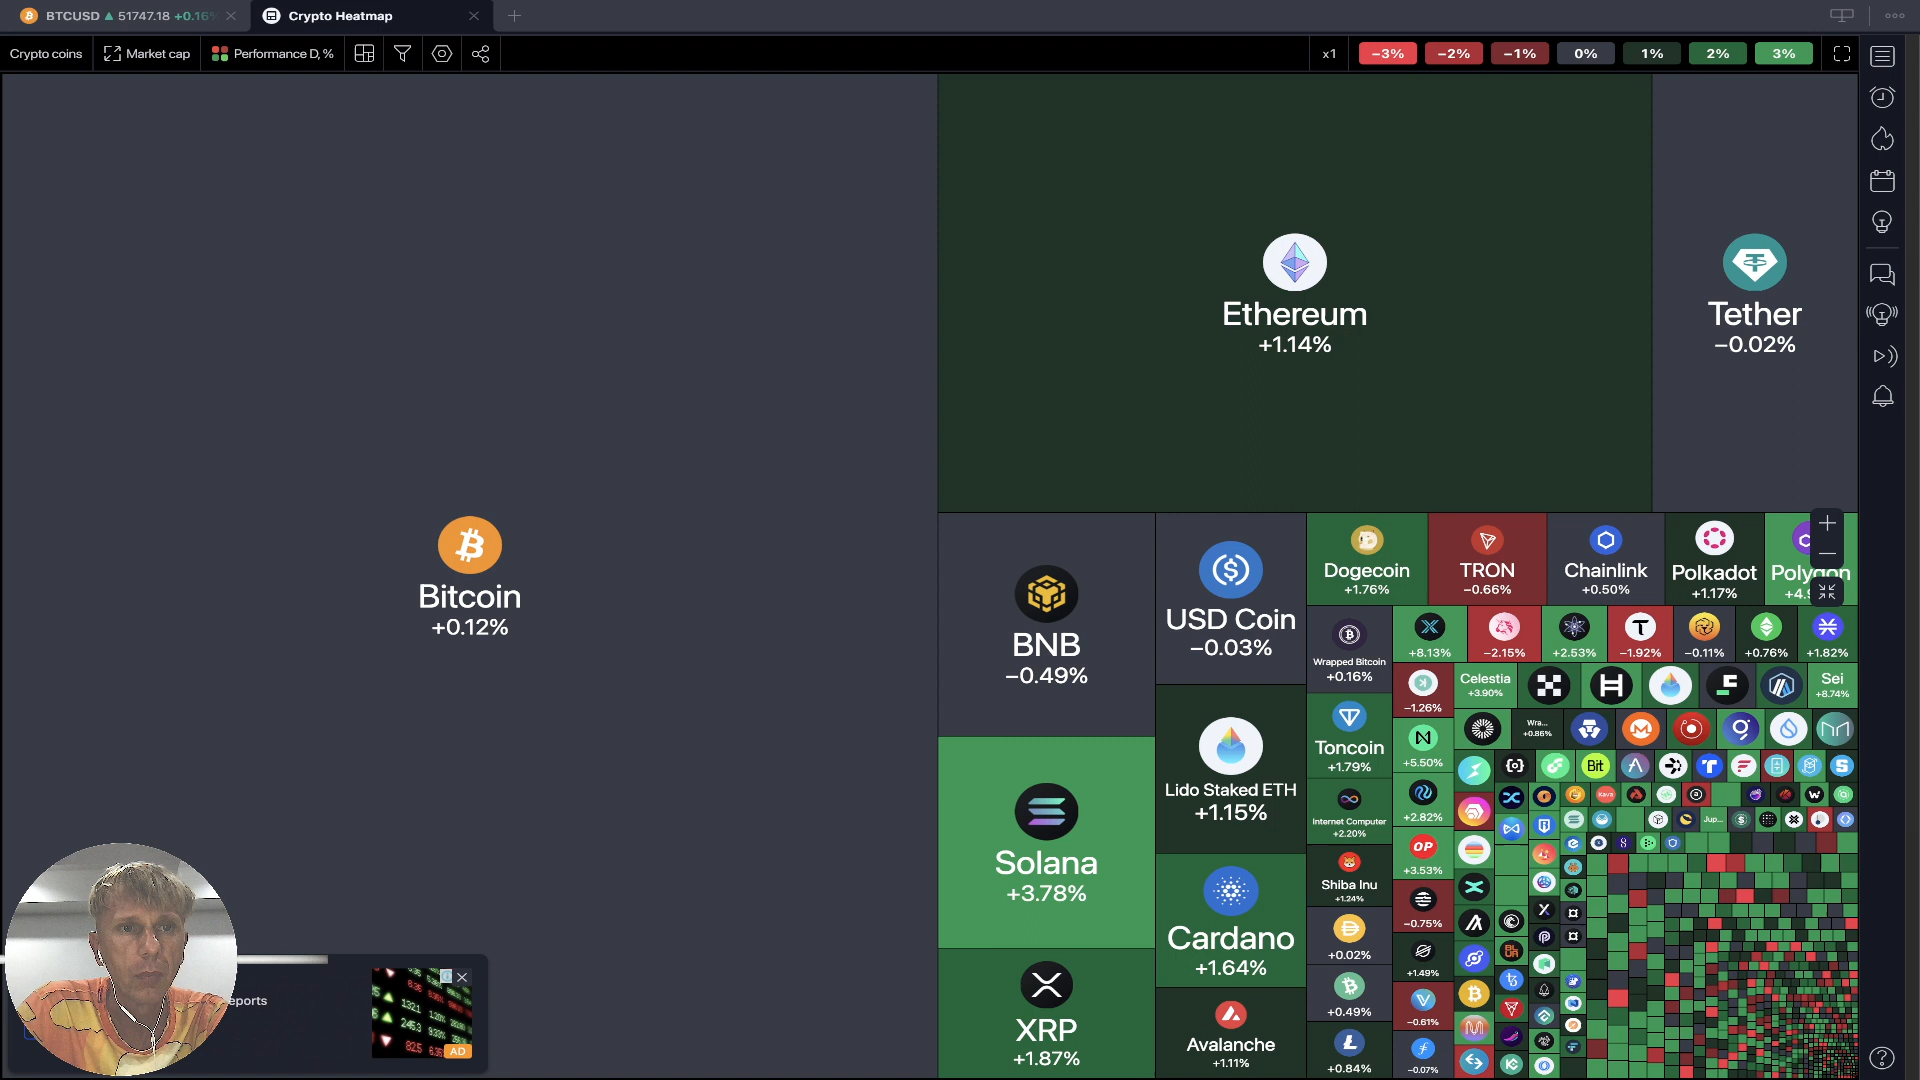 BTCUSD ▲ 51747.18 +0.16%
Crypto Heatmap
Crypto coins
Market cap
Performance D, %
x1
−3%
−2%
−1%
0%
1%
2%
3%
Bitcoin
+0.12%
Ethereum
+1.14%
Tether
−0.02%
BNB
−0.49%
Solana
+3.78%
XRP
+1.87%
USD Coin
−0.03%
Lido Staked ETH
+1.15%
Cardano
+1.64%
Avalanche
+1.11%
Dogecoin
+1.76%
TRON
−0.66%
Chainlink
+0.50%
Polkadot
+1.17%
Polygon
Wrapped Bitcoin
+0.16%
Toncoin
+1.79%
Internet Computer
+2.20%
Shiba Inu
+1.24%
+0.02%
+0.49%
+0.84%
+8.13%
−2.15%
+2.53%
−1.92%
−0.11%
+0.76%
+1.82%
−1.26%
+5.50%
+2.82%
OP
+3.53%
−0.75%
+1.49%
−0.61%
−0.07%
Celestia
+3.90%
Sei
+8.74%
Wra...
+0.86%
Bit
Jup...
eports
AD